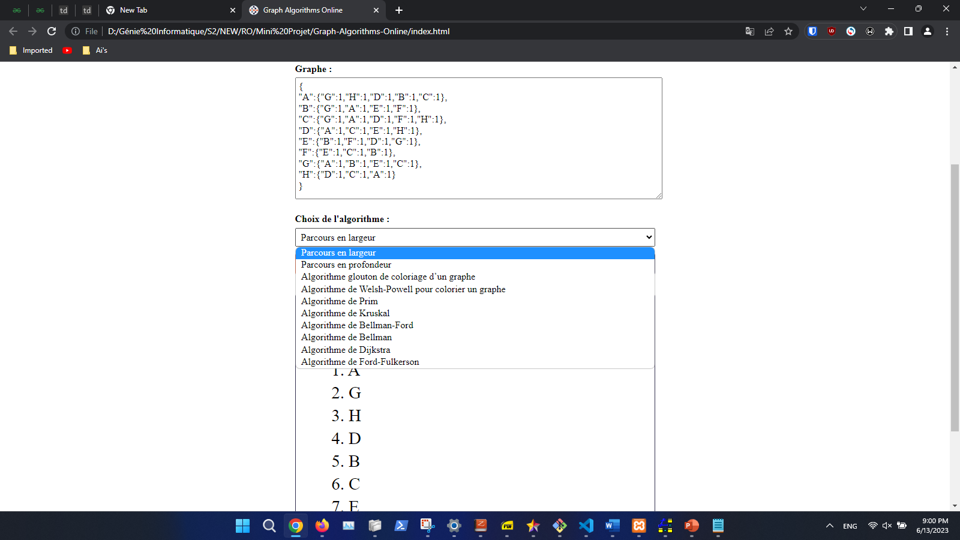 New Tab
Graph Algorithms Online
File D:/Génie%20Informatique/S2/NEW/RO/Mini%20Projet/Graph-Algorithms-Online/index.html
Imported
Ai's
Graphe :
{
"A":{"G":1,"H":1,"D":1,"B":1,"C":1},
"B":{"G":1,"A":1,"E":1,"F":1},
"C":{"G":1,"A":1,"D":1,"F":1,"H":1},
"D":{"A":1,"C":1,"E":1,"H":1},
"E":{"B":1,"F":1,"D":1,"G":1},
"F":{"E":1,"C":1,"B":1},
"G":{"A":1,"B":1,"E":1,"C":1},
"H":{"D":1,"C":1,"A":1}
}
Choix de l'algorithme :
Parcours en largeur
Parcours en largeur
Parcours en profondeur
Algorithme glouton de coloriage d´un graphe
Algorithme de Welsh-Powell pour colorier un graphe
Algorithme de Prim
Algorithme de Kruskal
Algorithme de Bellman-Ford
Algorithme de Bellman
Algorithme de Dijkstra
Algorithme de Ford-Fulkerson
1. A
2. G
3. H
4. D
5. B
6. C
7. E
ENG
9:00 PM
6/13/2023